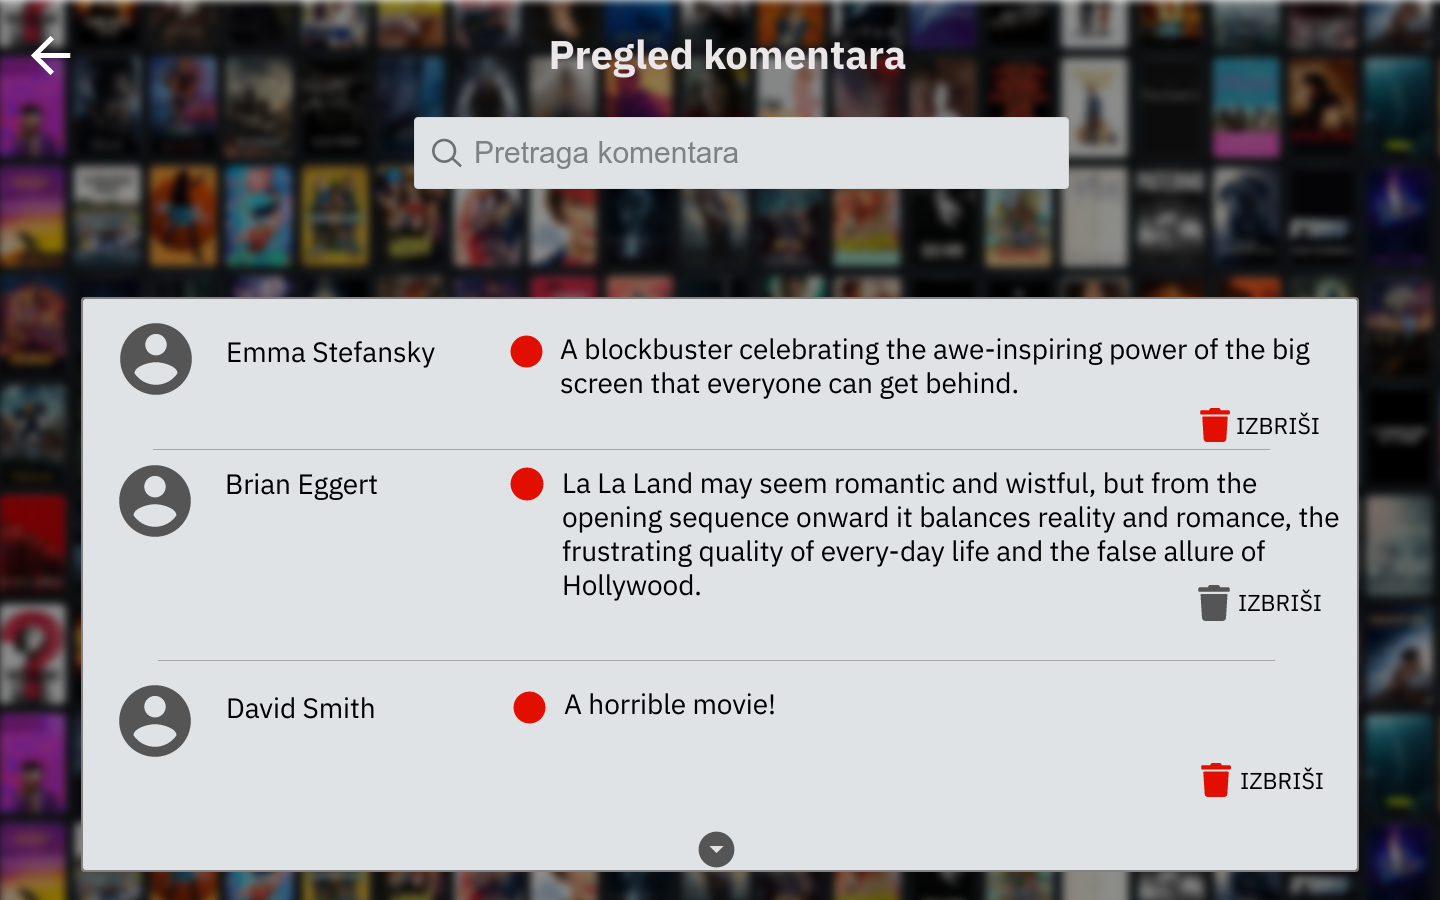 Pregled komentara
Pretraga komentara
Emma Stefansky
A blockbuster celebrating the awe-inspiring power of the big
screen that everyone can get behind.
IZBRIŠI
Brian Eggert
La La Land may seem romantic and wistful, but from the
opening sequence onward it balances reality and romance, the
frustrating quality of every-day life and the false allure of
Hollywood.
IZBRIŠI
David Smith
A horrible movie!
IZBRIŠI